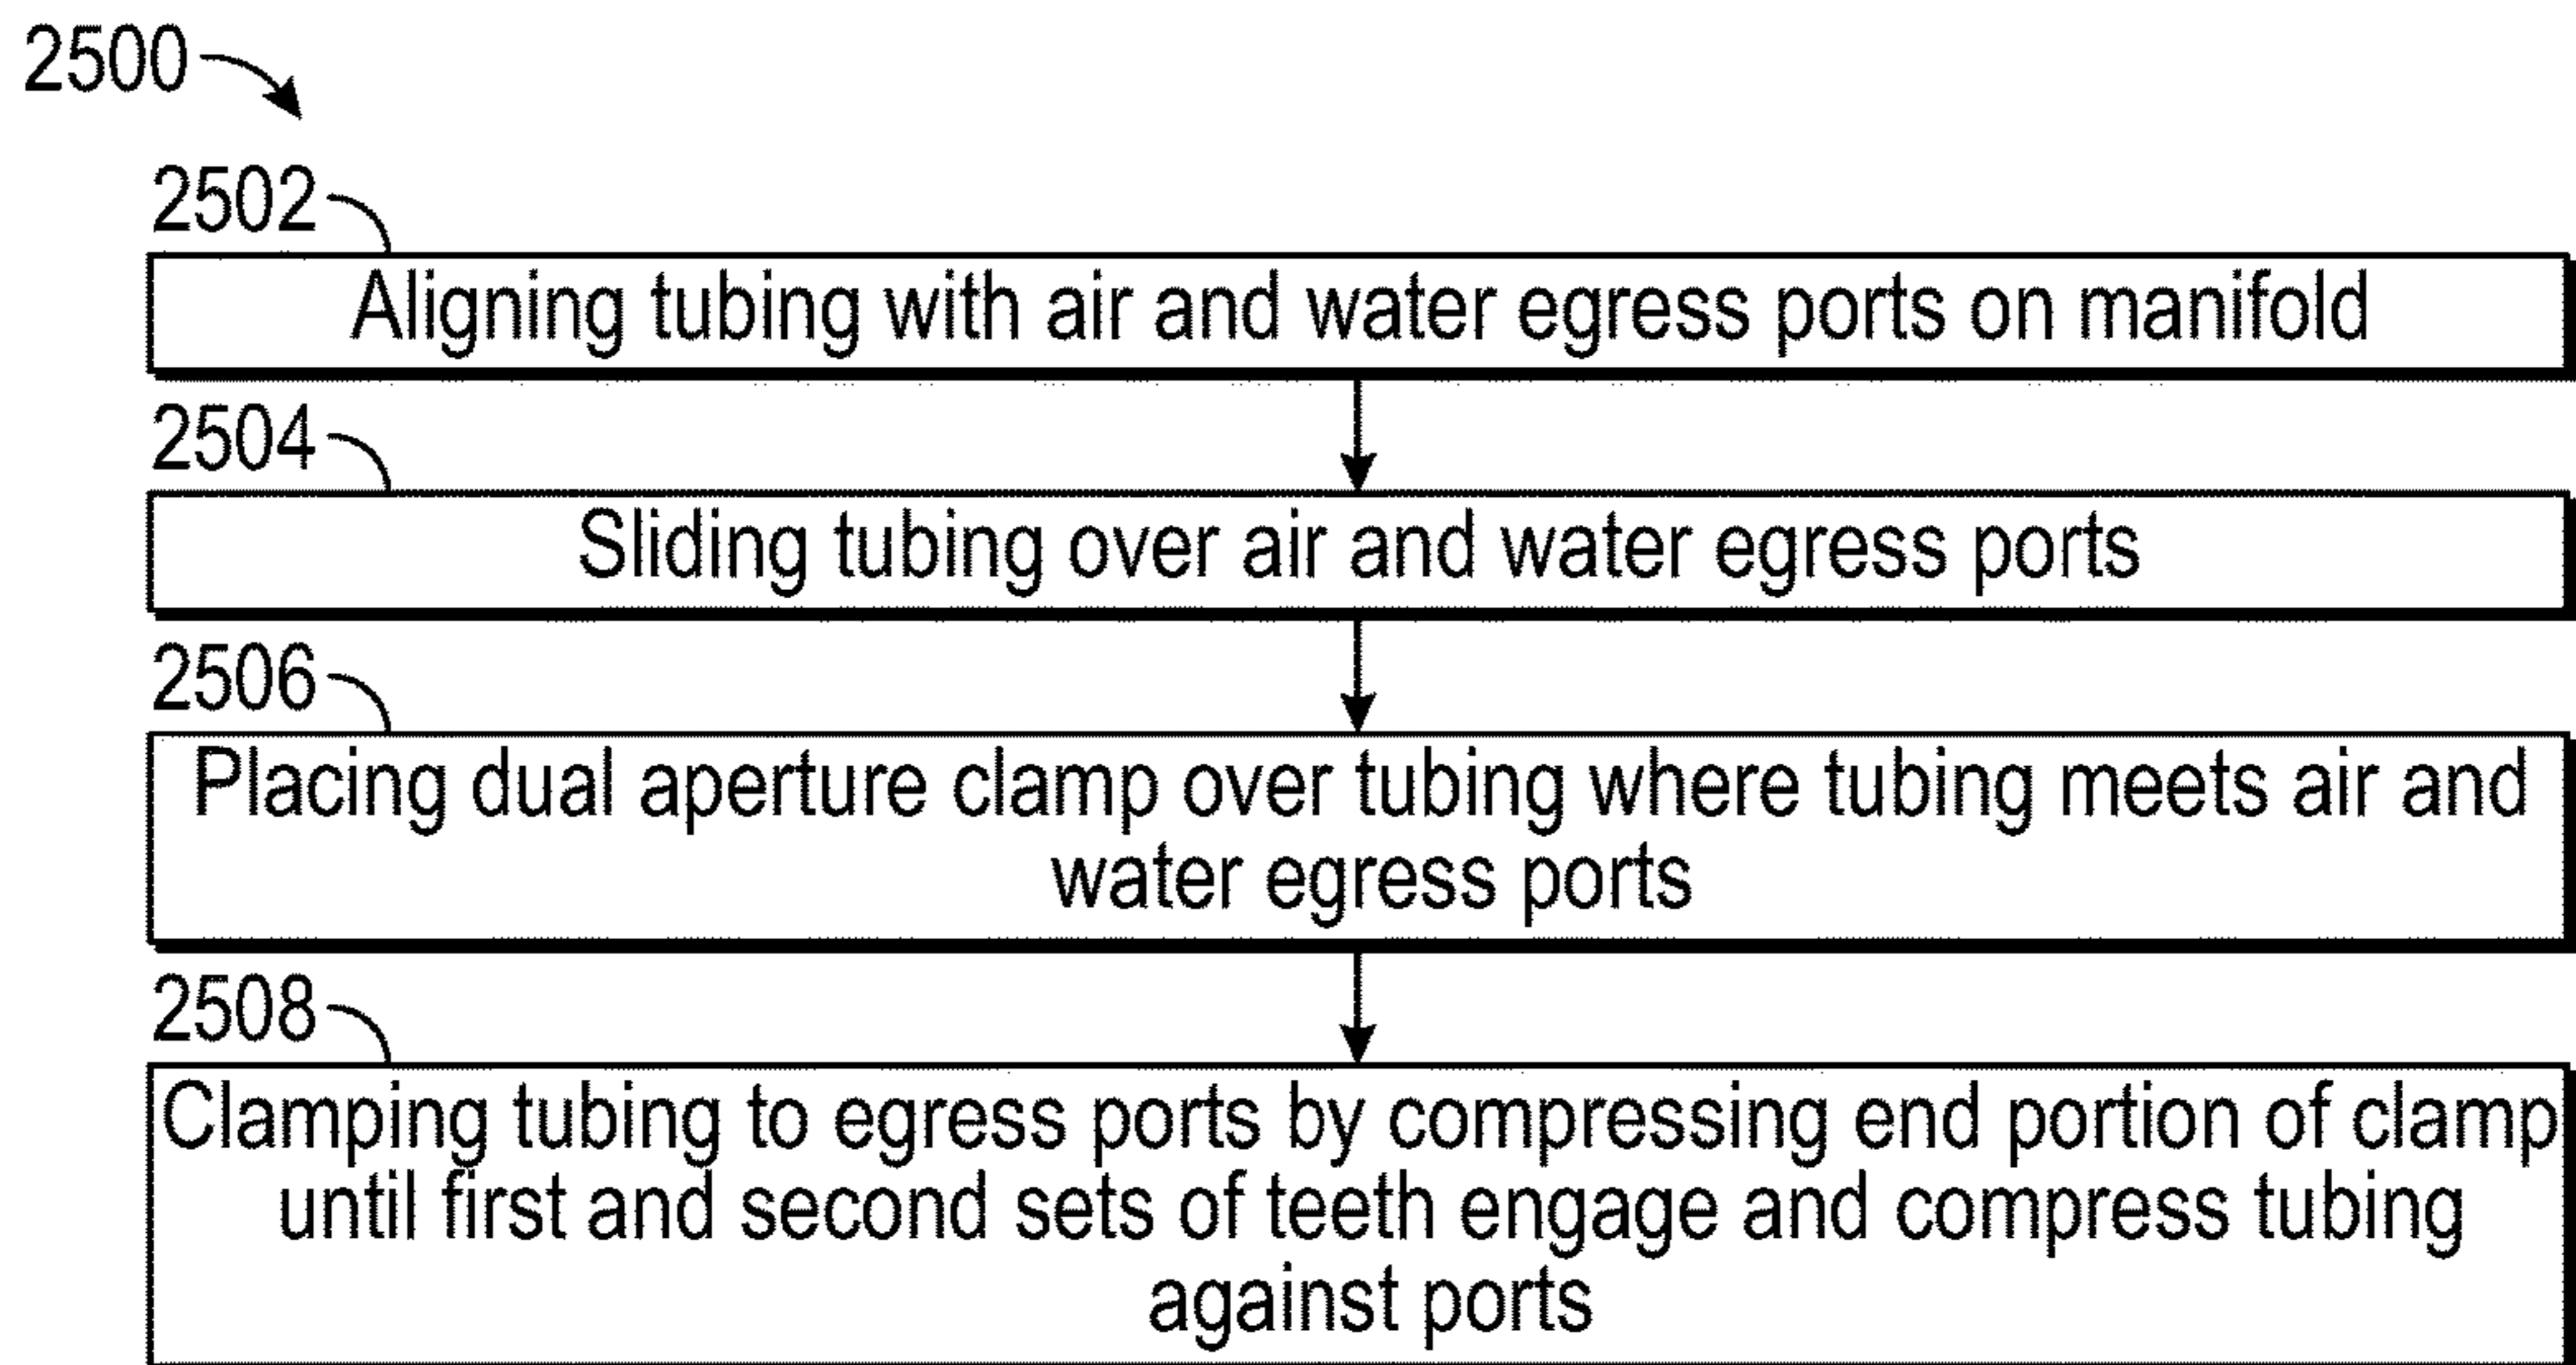 2500
2502
Aligning tubing with air and water egress ports on manifold
2504
Sliding tubing over air and water egress ports
2506
Placing dual aperture clamp over tubing where tubing meets air and
water egress ports
2508
Clamping tubing to egress ports by compressing end portion of clamp
until first and second sets of teeth engage and compress tubing
against ports